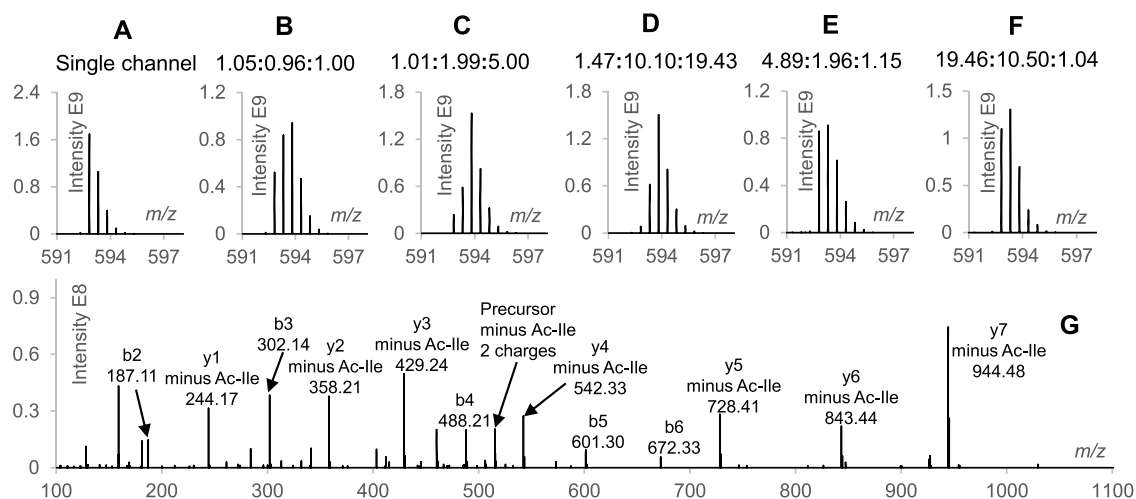 A B C D E F
Single channel 1.05:0.96:1.00 1.01:1.99:5.00 1.47:10.10:19.43 4.89:1.96:1.15 19.46:10.50:1.04
2.4 1.2 1.8 1.8 1.2 1.5
1.6 0.8 1.2 1.2 0.8 1
0.8 0.4 0.6 0.6 0.4 0.5
0 0 0 0 0 0
Intensity E9 Intensity E9 Intensity E9 Intensity E9 Intensity E9 Intensity E9
m/z m/z m/z m/z m/z m/z
591 594 597 591 594 597 591 594 597 591 594 597 591 594 597 591 594 597
G
Intensity E8
0.9
0.6
0.3
0
b2
187.11
y1
minus Ac-Ile
244.17
b3
302.14
y2
minus Ac-Ile
358.21
y3
minus Ac-Ile
429.24
b4
488.21
Precursor
minus Ac-Ile
2 charges
y4
minus Ac-Ile
542.33
b5
601.30
b6
672.33
y5
minus Ac-Ile
728.41
y6
minus Ac-Ile
843.44
y7
minus Ac-Ile
944.48
m/z
100 200 300 400 500 600 700 800 900 1000 1100